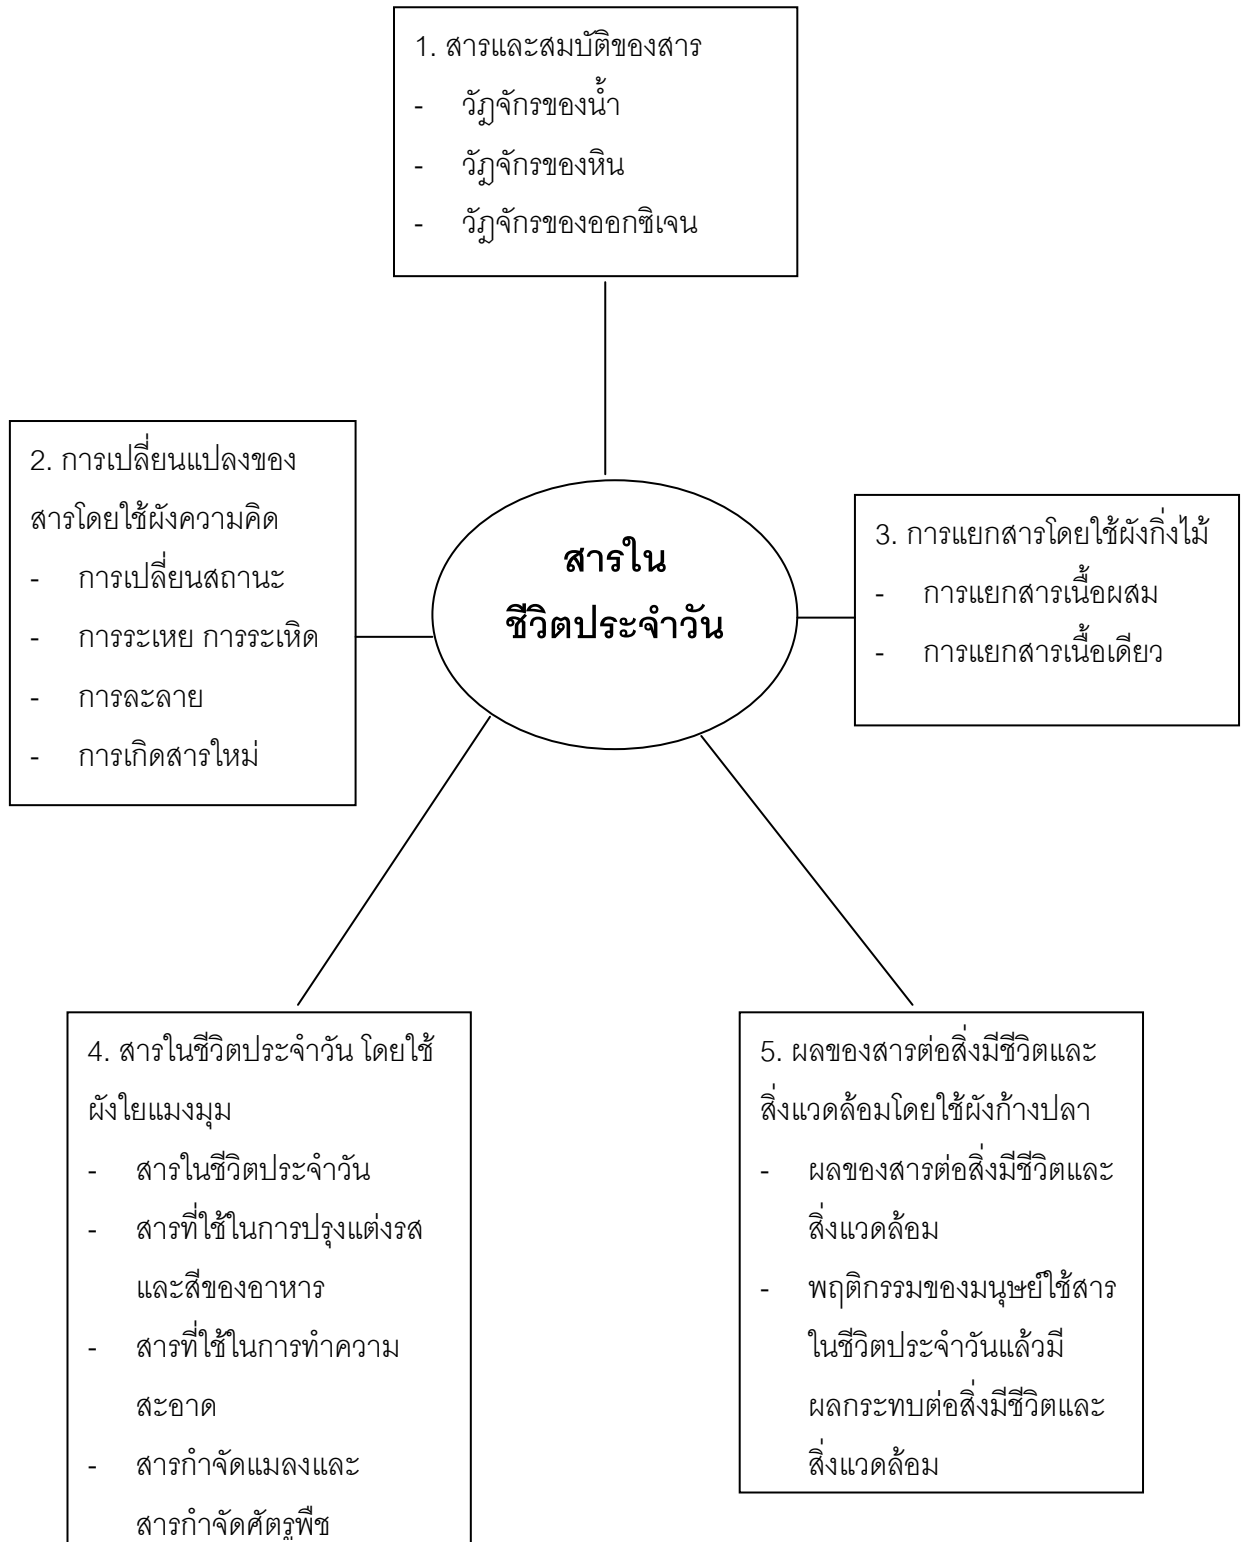 1. สารและสมบัติของสาร
- วัฏจักรของน้ำ
- วัฏจักรของหิน
- วัฏจักรของออกซิเจน
2. การเปลี่ยนแปลงของ
สารโดยใช้ผังความคิด
- การเปลี่ยนสถานะ
- การระเหย การระเหิด
- การละลาย
- การเกิดสารใหม่
สารใน
ชีวิตประจำวัน
3. การแยกสารโดยใช้ผังกิ่งไม้
- การแยกสารเนื้อผสม
- การแยกสารเนื้อเดียว
4. สารในชีวิตประจำวัน โดยใช้
ผังใยแมงมุม
- สารในชีวิตประจำวัน
- สารที่ใช้ในการปรุงแต่งรส
และสีของอาหาร
- สารที่ใช้ในการทำความ
สะอาด
- สารกำจัดแมลงและ
สารกำจัดศัตรูพืช
5. ผลของสารต่อสิ่งมีชีวิตและ
สิ่งแวดล้อมโดยใช้ผังก้างปลา
- ผลของสารต่อสิ่งมีชีวิตและ
สิ่งแวดล้อม
- พฤติกรรมของมนุษย์ใช้สาร
ในชีวิตประจำวันแล้วมี
ผลกระทบต่อสิ่งมีชีวิตและ
สิ่งแวดล้อม